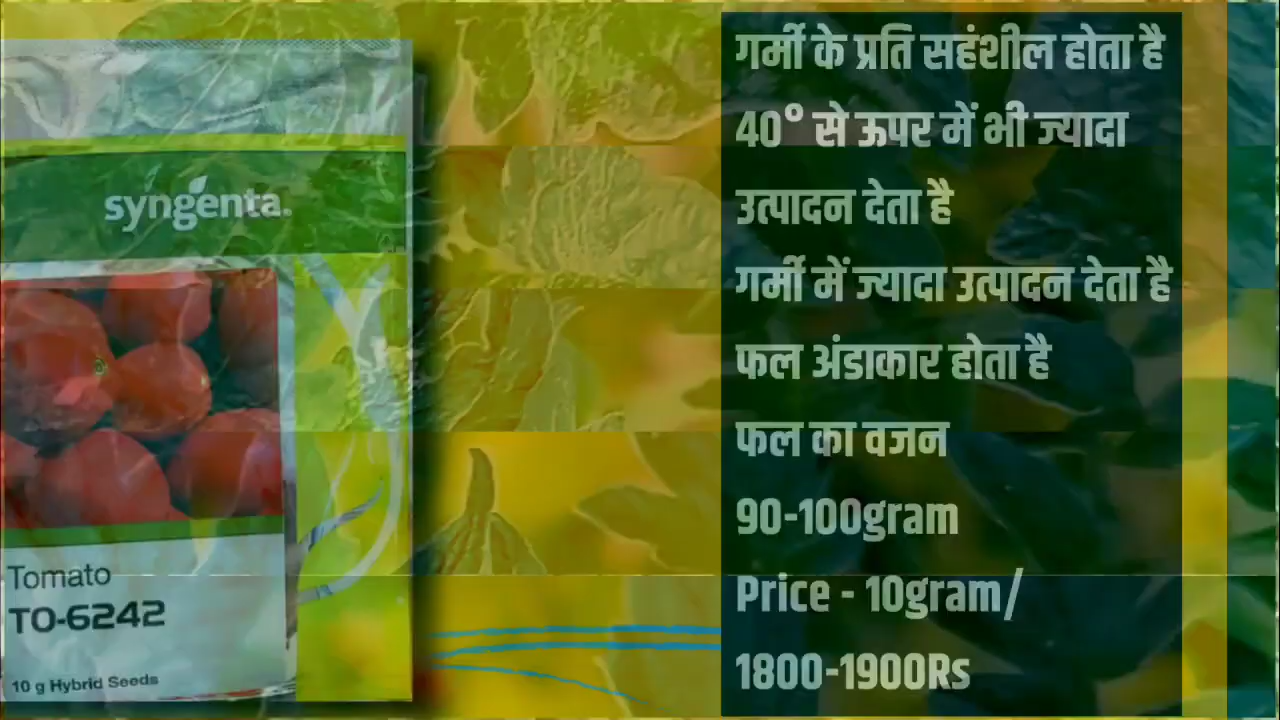 syngenta.
Tomato
TO-6242
10 g Hybrid Seeds
गर्मी के प्रति सहंशील होता है
40° से ऊपर में भी ज्यादा
उत्पादन देता है
गर्मी में ज्यादा उत्पादन देता है
फल अंडाकार होता है
फल का वजन
90-100gram
Price - 10gram/
1800-1900Rs